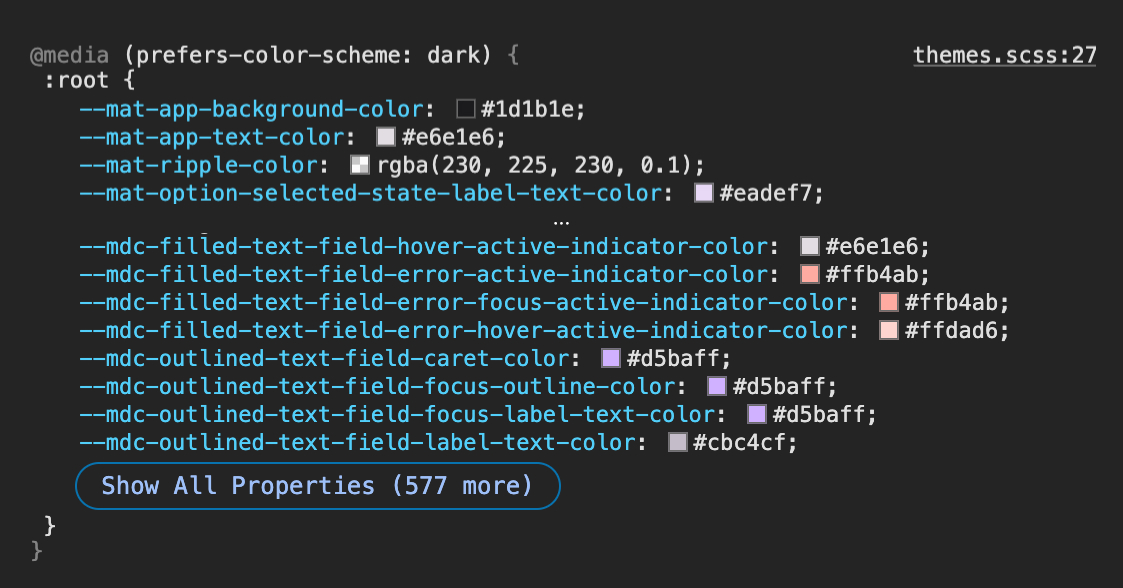 @media (prefers-color-scheme: dark) {
themes.scss:27
:root {
--mat-app-background-color: #1d1b1e;
--mat-app-text-color: #e6e1e6;
--mat-ripple-color: rgba(230, 225, 230, 0.1);
--mat-option-selected-state-label-text-color: #eadef7;
...
--mdc-filled-text-field-hover-active-indicator-color: #e6e1e6;
--mdc-filled-text-field-error-active-indicator-color: #ffb4ab;
--mdc-filled-text-field-error-focus-active-indicator-color: #ffb4ab;
--mdc-filled-text-field-error-hover-active-indicator-color: #ffdad6;
--mdc-outlined-text-field-caret-color: #d5baff;
--mdc-outlined-text-field-focus-outline-color: #d5baff;
--mdc-outlined-text-field-focus-label-text-color: #d5baff;
--mdc-outlined-text-field-label-text-color: #cbc4cf;
Show All Properties (577 more)
}
}